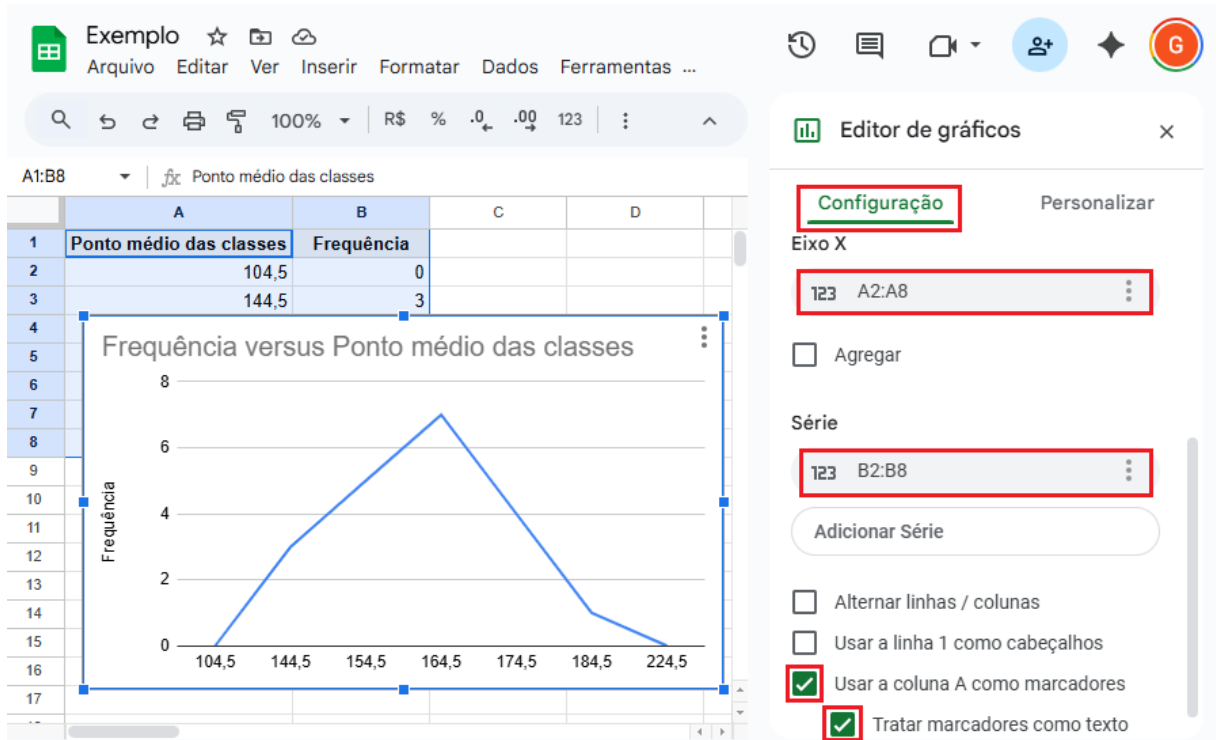 Exemplo
Arquivo Editar Ver Inserir Formatar Dados Ferramentas ...
100% R$ % .0 .00 123
G
A1:B8 fx Ponto médio das classes
A B C D
1 Ponto médio das classes Frequência
2 104,5 0
3 144,5 3
4
5
6
7
8
9
10
11
12
13
14
15
16
17
Frequência versus Ponto médio das classes
Frequência
8
6
4
2
0
104,5 144,5 154,5 164,5 174,5 184,5 224,5
Editor de gráficos
Configuração Personalizar
Eixo X
123 A2:A8
Agregar
Série
123 B2:B8
Adicionar Série
Alternar linhas / colunas
Usar a linha 1 como cabeçalhos
Usar a coluna A como marcadores
Tratar marcadores como texto